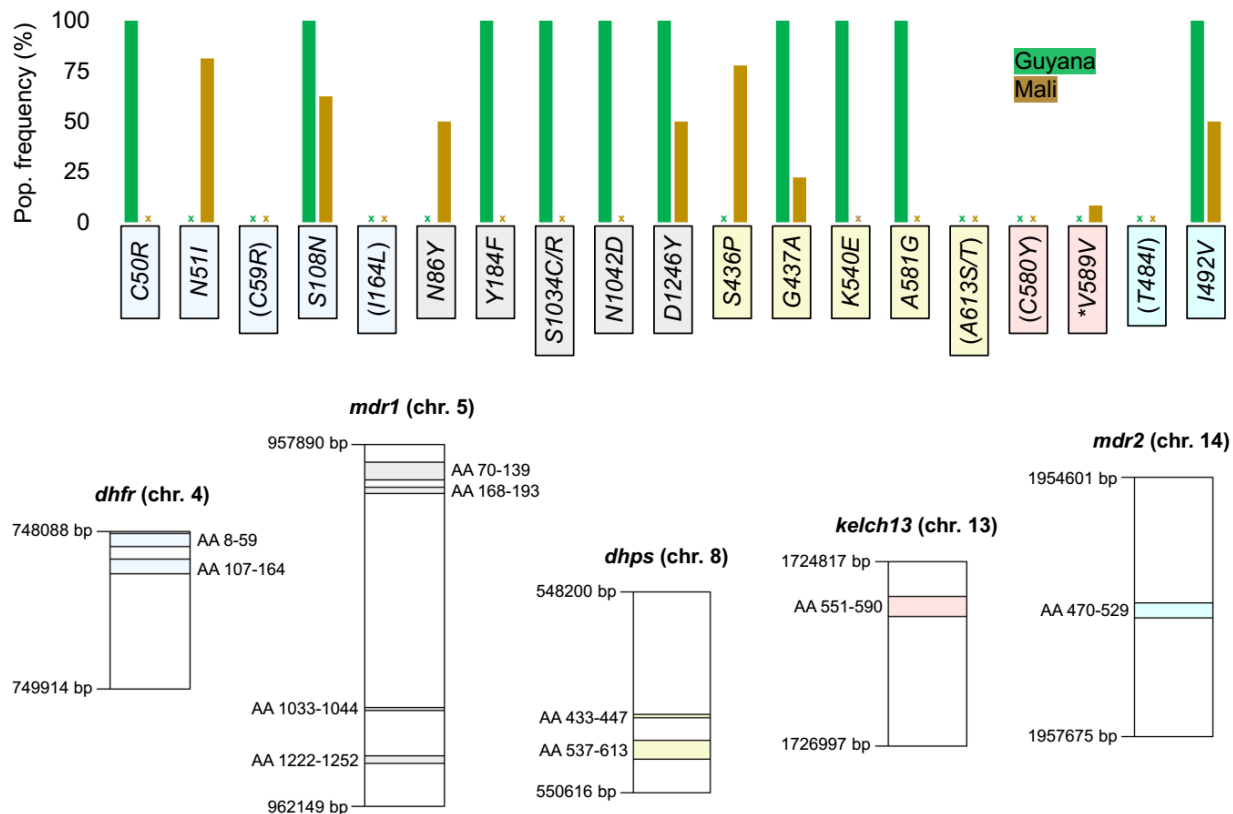 Pop. frequency (%)
100
75
50
25
0
Guyana
Mali
x x x x x x x x x x x x x x x x x x x x x x
C50R
N51I
(C59R)
S108N
(I164L)
N86Y
Y184F
S1034C/R
N1042D
D1246Y
S436P
G437A
K540E
A581G
(A613S/T)
(C580Y)
*V589V
(T484I)
I492V
dhfr (chr. 4)
748088 bp
AA 8-59
AA 107-164
749914 bp
mdr1 (chr. 5)
957890 bp
AA 70-139
AA 168-193
AA 1033-1044
AA 1222-1252
962149 bp
dhps (chr. 8)
548200 bp
AA 433-447
AA 537-613
550616 bp
kelch13 (chr. 13)
1724817 bp
AA 551-590
1726997 bp
mdr2 (chr. 14)
1954601 bp
AA 470-529
1957675 bp